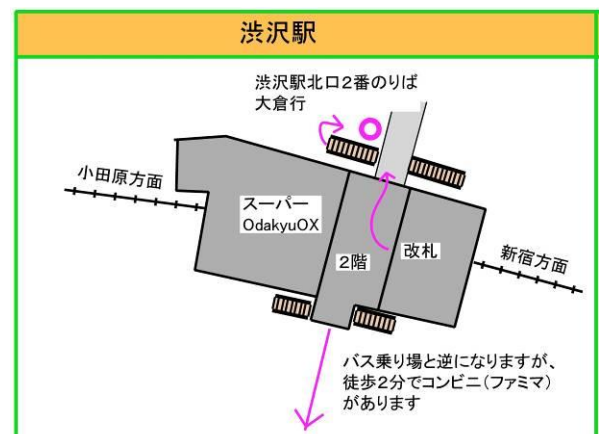 渋沢駅
渋沢駅北口2番のりば
大倉行
小田原方面
スーパー
OdakyuOX
2階
改札
新宿方面
バス乗り場と逆になりますが、
徒歩2分でコンビニ(ファミマ)
があります